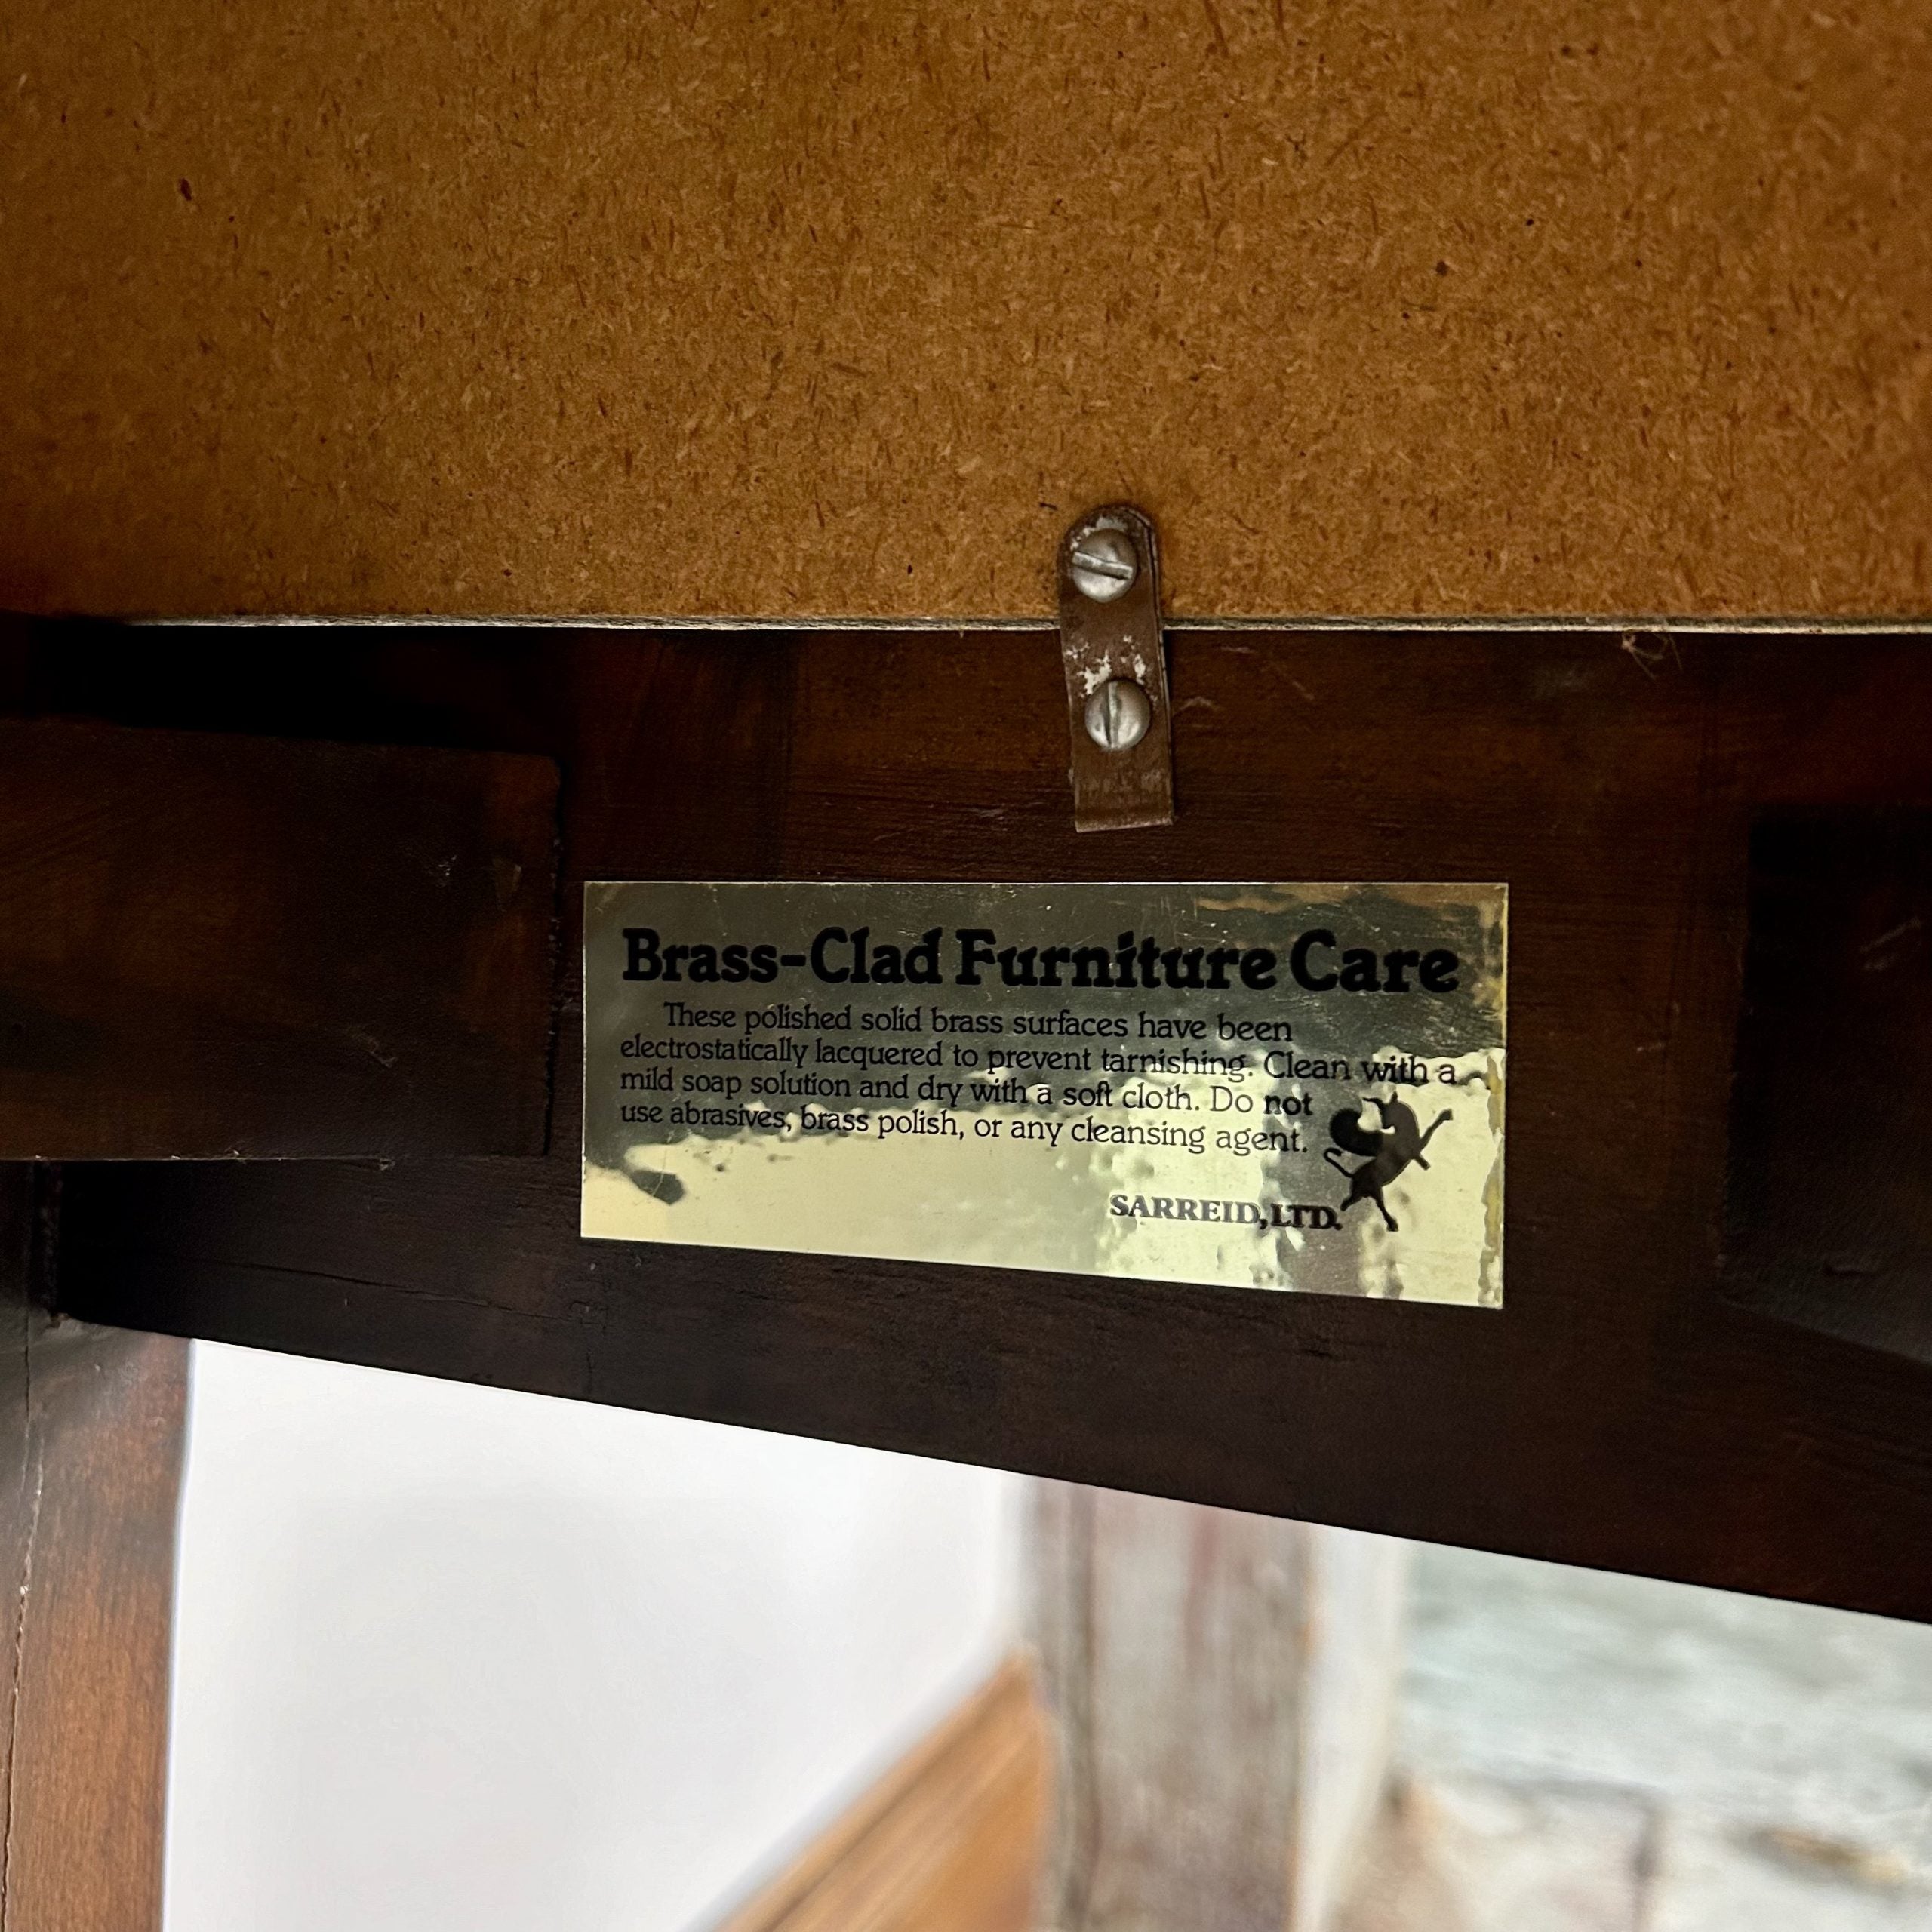 Brass-Clad Furniture Care
These polished solid brass surfaces have been
electrostatically lacquered to prevent tarnishing. Clean with a
mild soap solution and dry with a soft cloth. Do not
use abrasives, brass polish, or any cleansing agent.
SARREID, LTD.